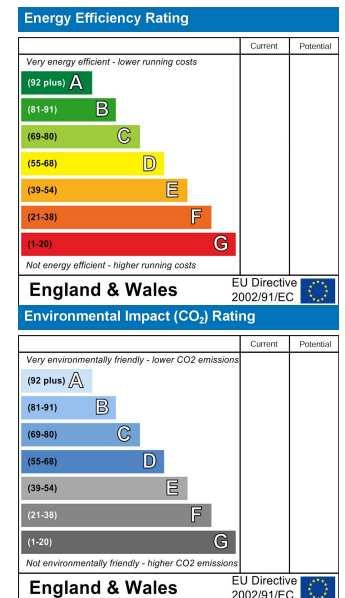 Energy Efficiency Rating
Current Potential
Very energy efficient - lower running costs
(92 plus) A
(81-91) B
(69-80) C
(55-68) D
(39-54) E
(21-38) F
(1-20) G
Not energy efficient - higher running costs
England & Wales
EU Directive
2002/91/EC
Environmental Impact (CO₂) Rating
Current Potential
Very environmentally friendly - lower CO2 emissions
(92 plus) A
(81-91) B
(69-80) C
(55-68) D
(39-54) E
(21-38) F
(1-20) G
Not environmentally friendly - higher CO2 emissions
England & Wales
EU Directive
2002/91/EC